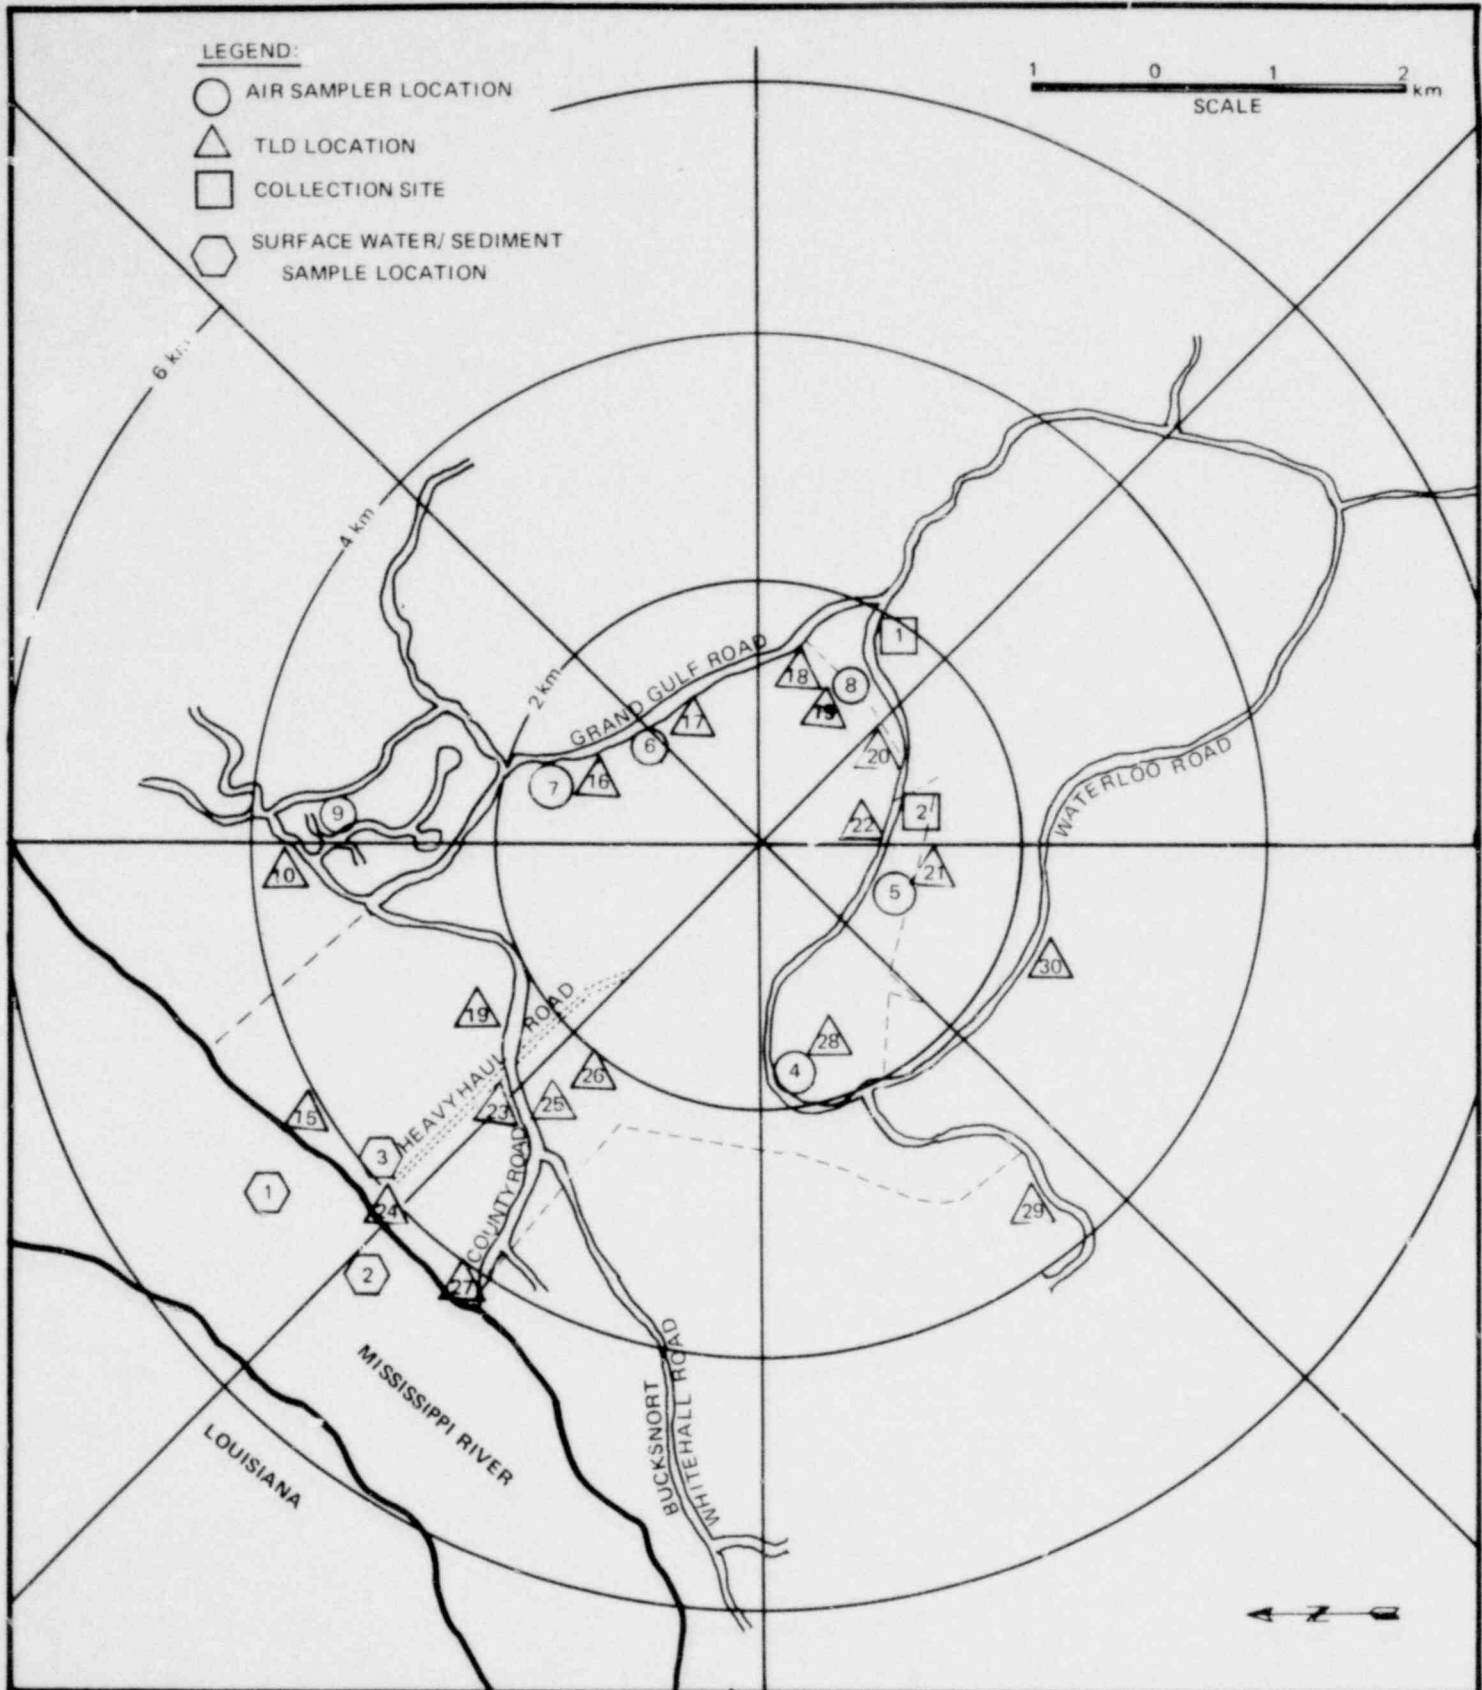 LEGEND:
AIR SAMPLER LOCATION
TLD LOCATION
COLLECTION SITE
SURFACE WATER/ SEDIMENT
SAMPLE LOCATION
1 0 1 2
km
SCALE
6 km
4 km
2 km
GRAND GULF ROAD
1
18
8
19
17
6
20
7
16
WATERLOO ROAD
9
2
22
10
21
5
30
19
HEAVY HAUL ROAD
28
4
26
15
23
25
3
1
24
29
COUNTY ROAD
2
27
MISSISSIPPI RIVER
LOUISIANA
BUCKSNORT
WHITEHALL ROAD
N